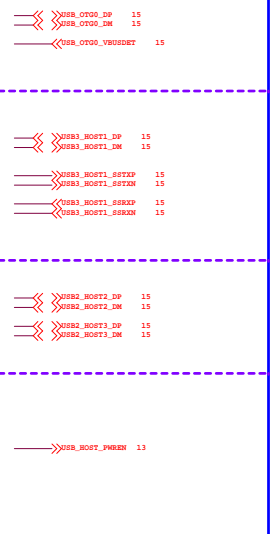 USB_OTG0_DP 15
USB_OTG0_DM 15
USB_OTG0_VBUSDET 15
USB3_HOST1_DP 15
USB3_HOST1_DM 15
USB3_HOST1_SSTXP 15
USB3_HOST1_SSTXN 15
USB3_HOST1_SSRXP 15
USB3_HOST1_SSRXN 15
USB2_HOST2_DP 15
USB2_HOST2_DM 15
USB2_HOST3_DP 15
USB2_HOST3_DM 15
USB_HOST_PWREN 13